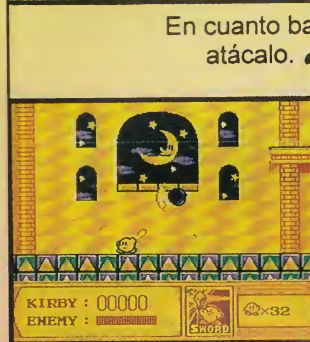 En cuanto ba
atácalo.
KIRBY : 00000
ENEMY :
SWORD
×32